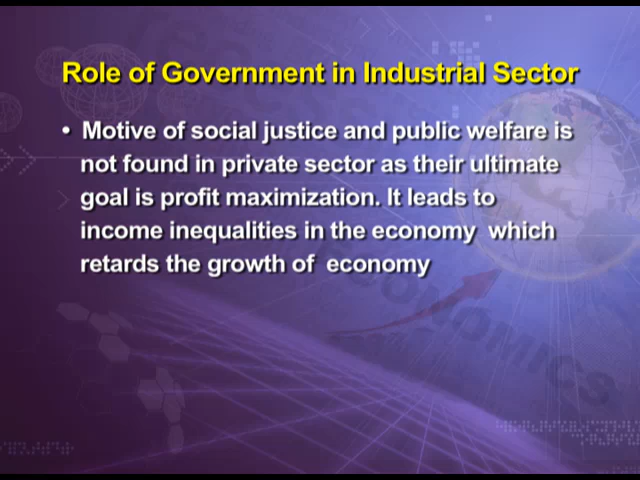 Role of Government in Industrial Sector
• Motive of social justice and public welfare is
not found in private sector as their ultimate
goal is profit maximization. It leads to
income inequalities in the economy which
retards the growth of economy
ECONOMICS